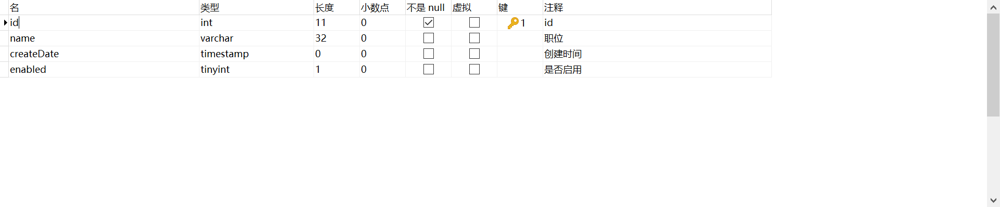 名 类型 长度 小数点 不是 null 虚拟 键 注释
id int 11 0 1 id
name varchar 32 0 职位
createDate timestamp 0 0 创建时间
enabled tinyint 1 0 是否启用